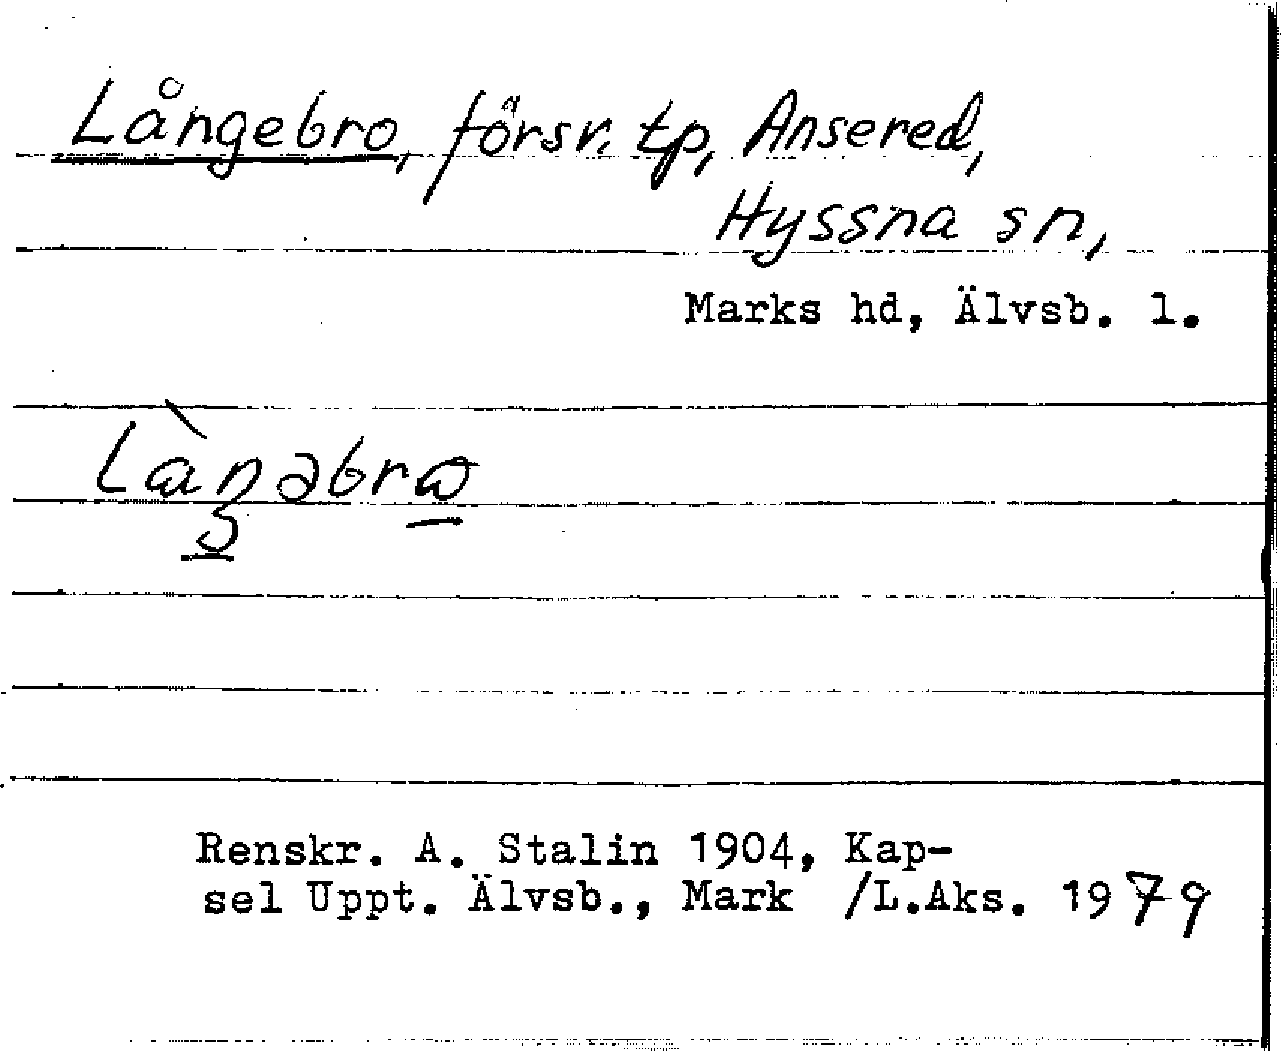 Långebro, försv. tp, Ansered,
Hyssna sn,
Marks hd, Älvsb. l.
Renskr. A. Stalin 1904, Kap-
sel Uppt. Älvsb., Mark /L.Aks. 1979